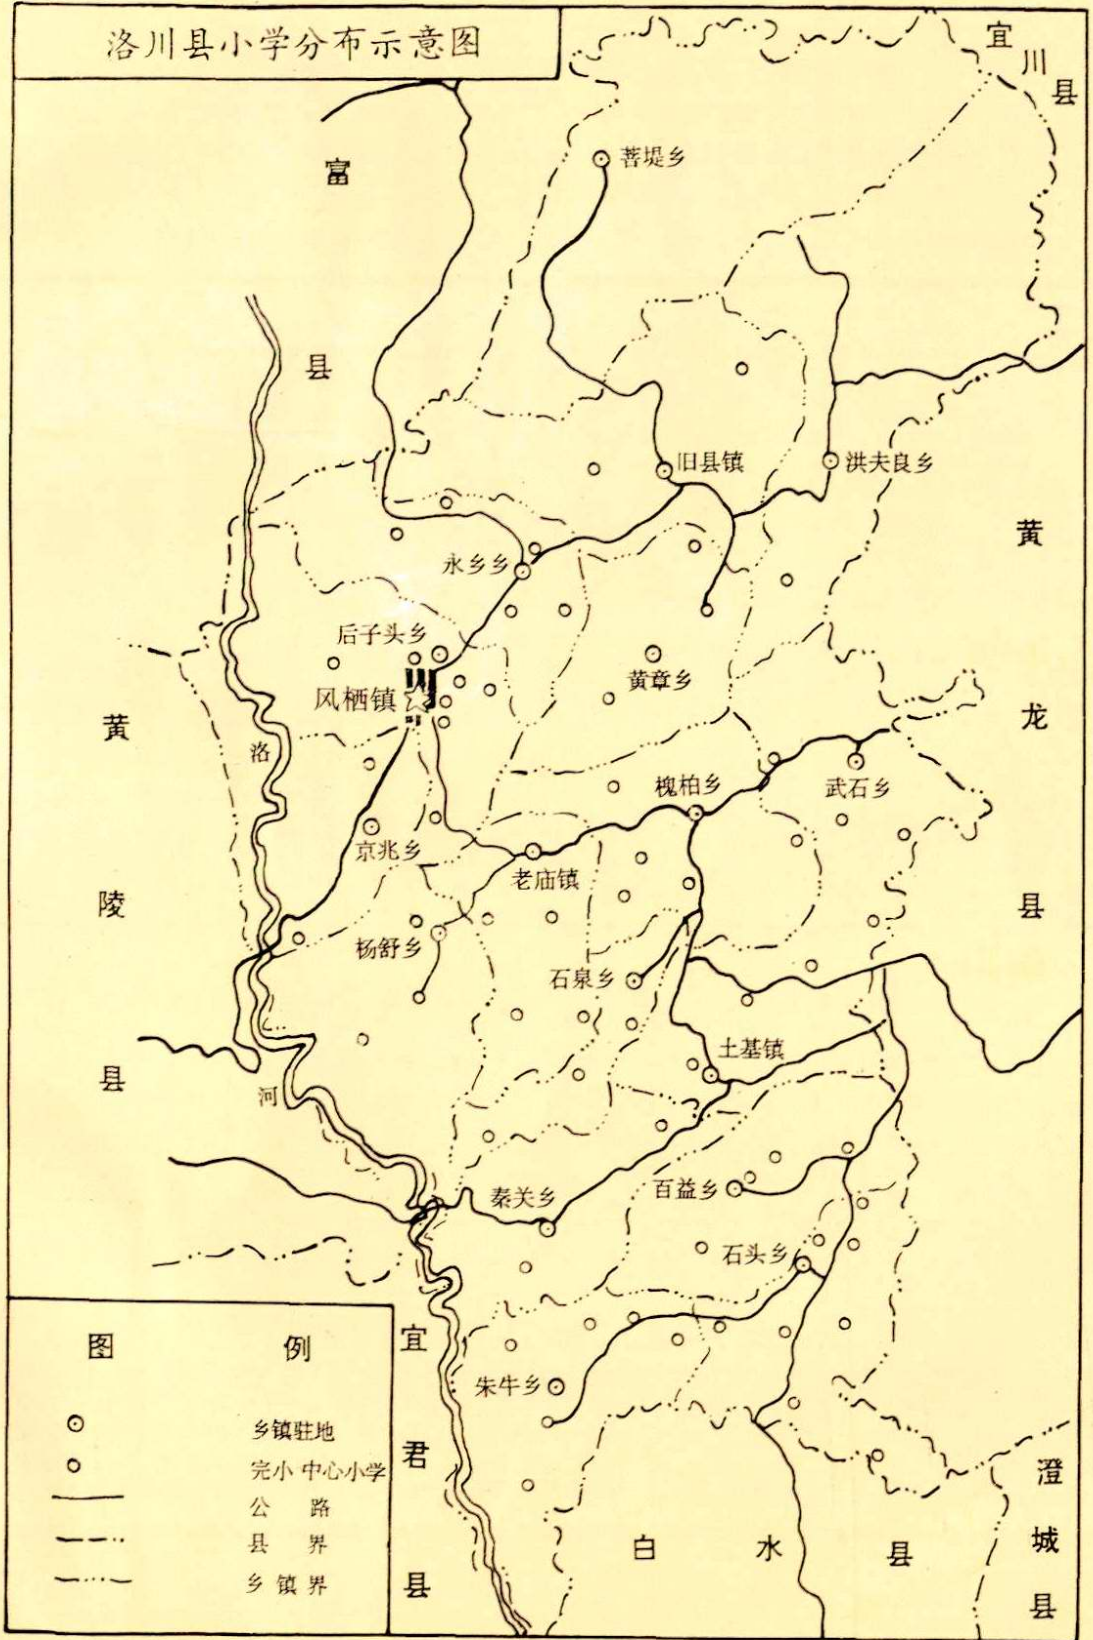 洛川县小学分布示意图
宜川县
富县
菩堤乡
旧县镇
洪夫良乡
永乡乡
后子头乡
风栖镇
黄章乡
黄龙县
黄陵县
洛河
槐柏乡
武石乡
京兆乡
老庙镇
杨舒乡
石泉乡
土基镇
秦关乡
百益乡
石头乡
朱牛乡
宜君县
白水县
澄城县
图 例
乡镇驻地
完小 中心小学
公 路
县 界
乡 镇 界